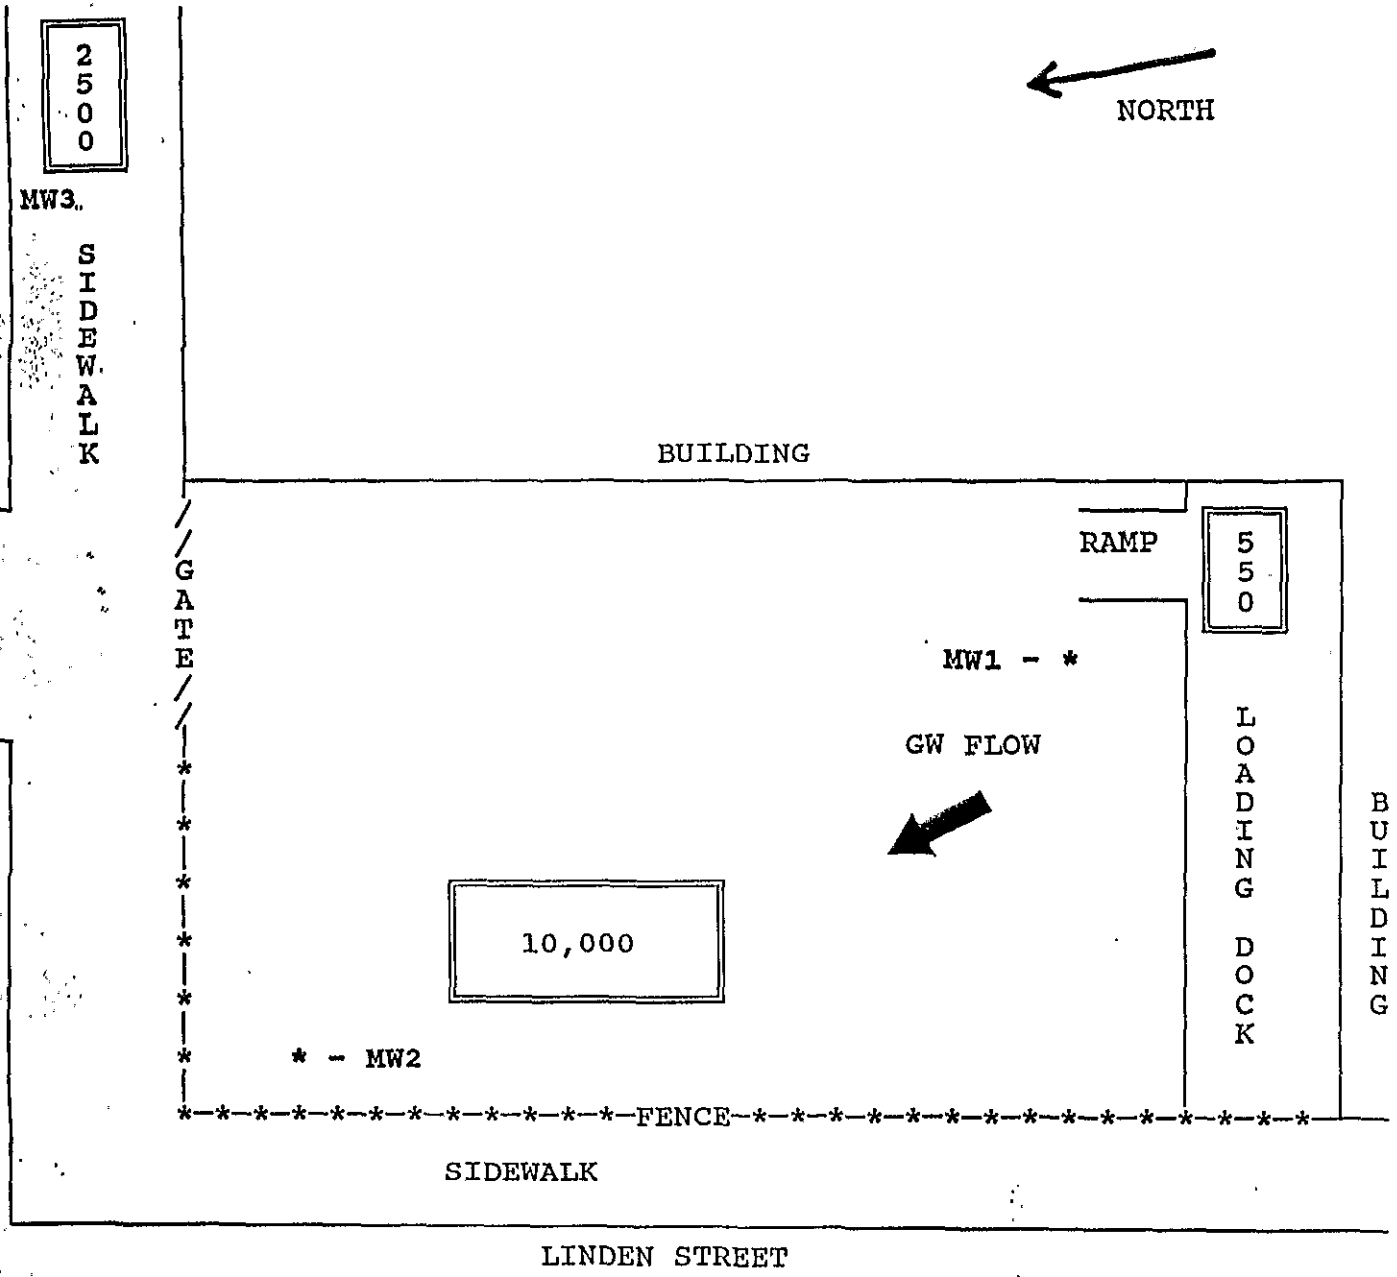 2500
NORTH
MW3
SIDEWALK
BUILDING
RAMP
550
GATE
MW1 - *
GW FLOW
LOADING DOCK
BUILDING
10,000
* - MW2
FENCE
SIDEWALK
LINDEN STREET